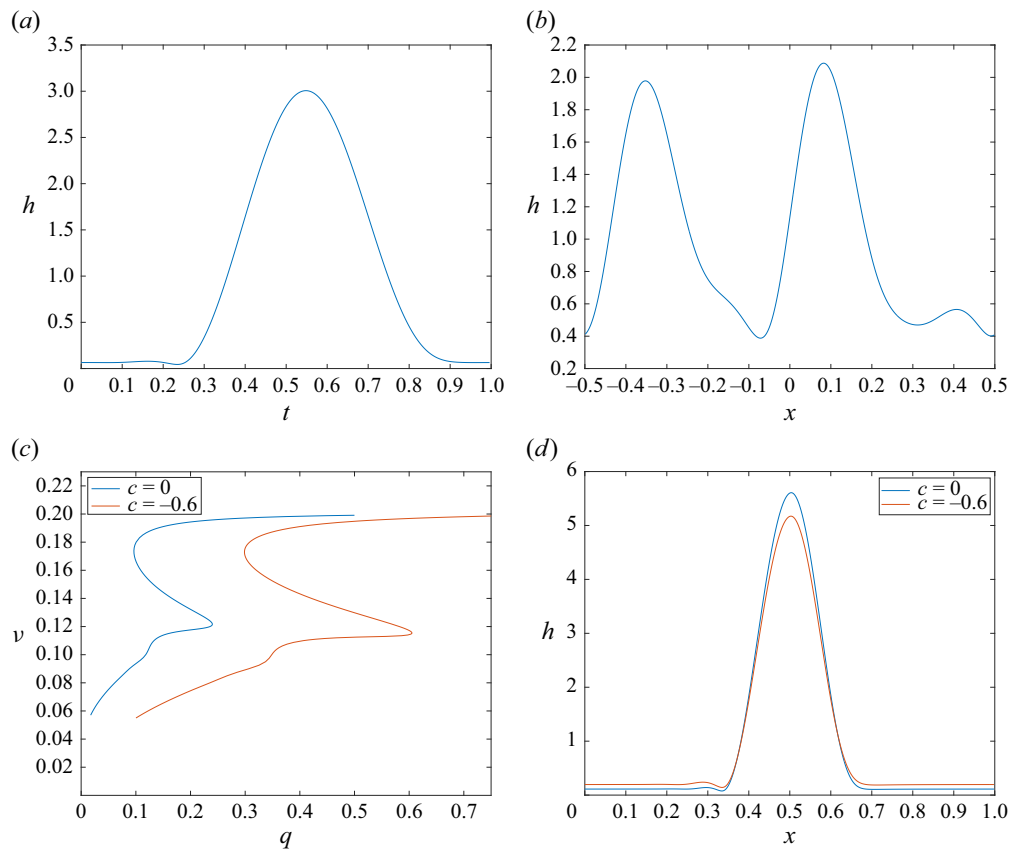 (a)
3.5
3.0
2.5
h 2.0
1.5
1.0
0.5
0 0.1 0.2 0.3 0.4 0.5 0.6 0.7 0.8 0.9 1.0
t
(b)
2.2
2.0
1.8
1.6
1.4
h 1.2
1.0
0.8
0.6
0.4
0.2
−0.5 −0.4 −0.3 −0.2 −0.1 0 0.1 0.2 0.3 0.4 0.5
x
(c)
0.22
0.20
0.18
0.16
0.14
ν 0.12
0.10
0.08
0.06
0.04
0.02
c = 0
c = −0.6
0 0.1 0.2 0.3 0.4 0.5 0.6 0.7
q
(d)
6
5
4
h 3
2
1
c = 0
c = −0.6
0 0.1 0.2 0.3 0.4 0.5 0.6 0.7 0.8 0.9 1.0
x